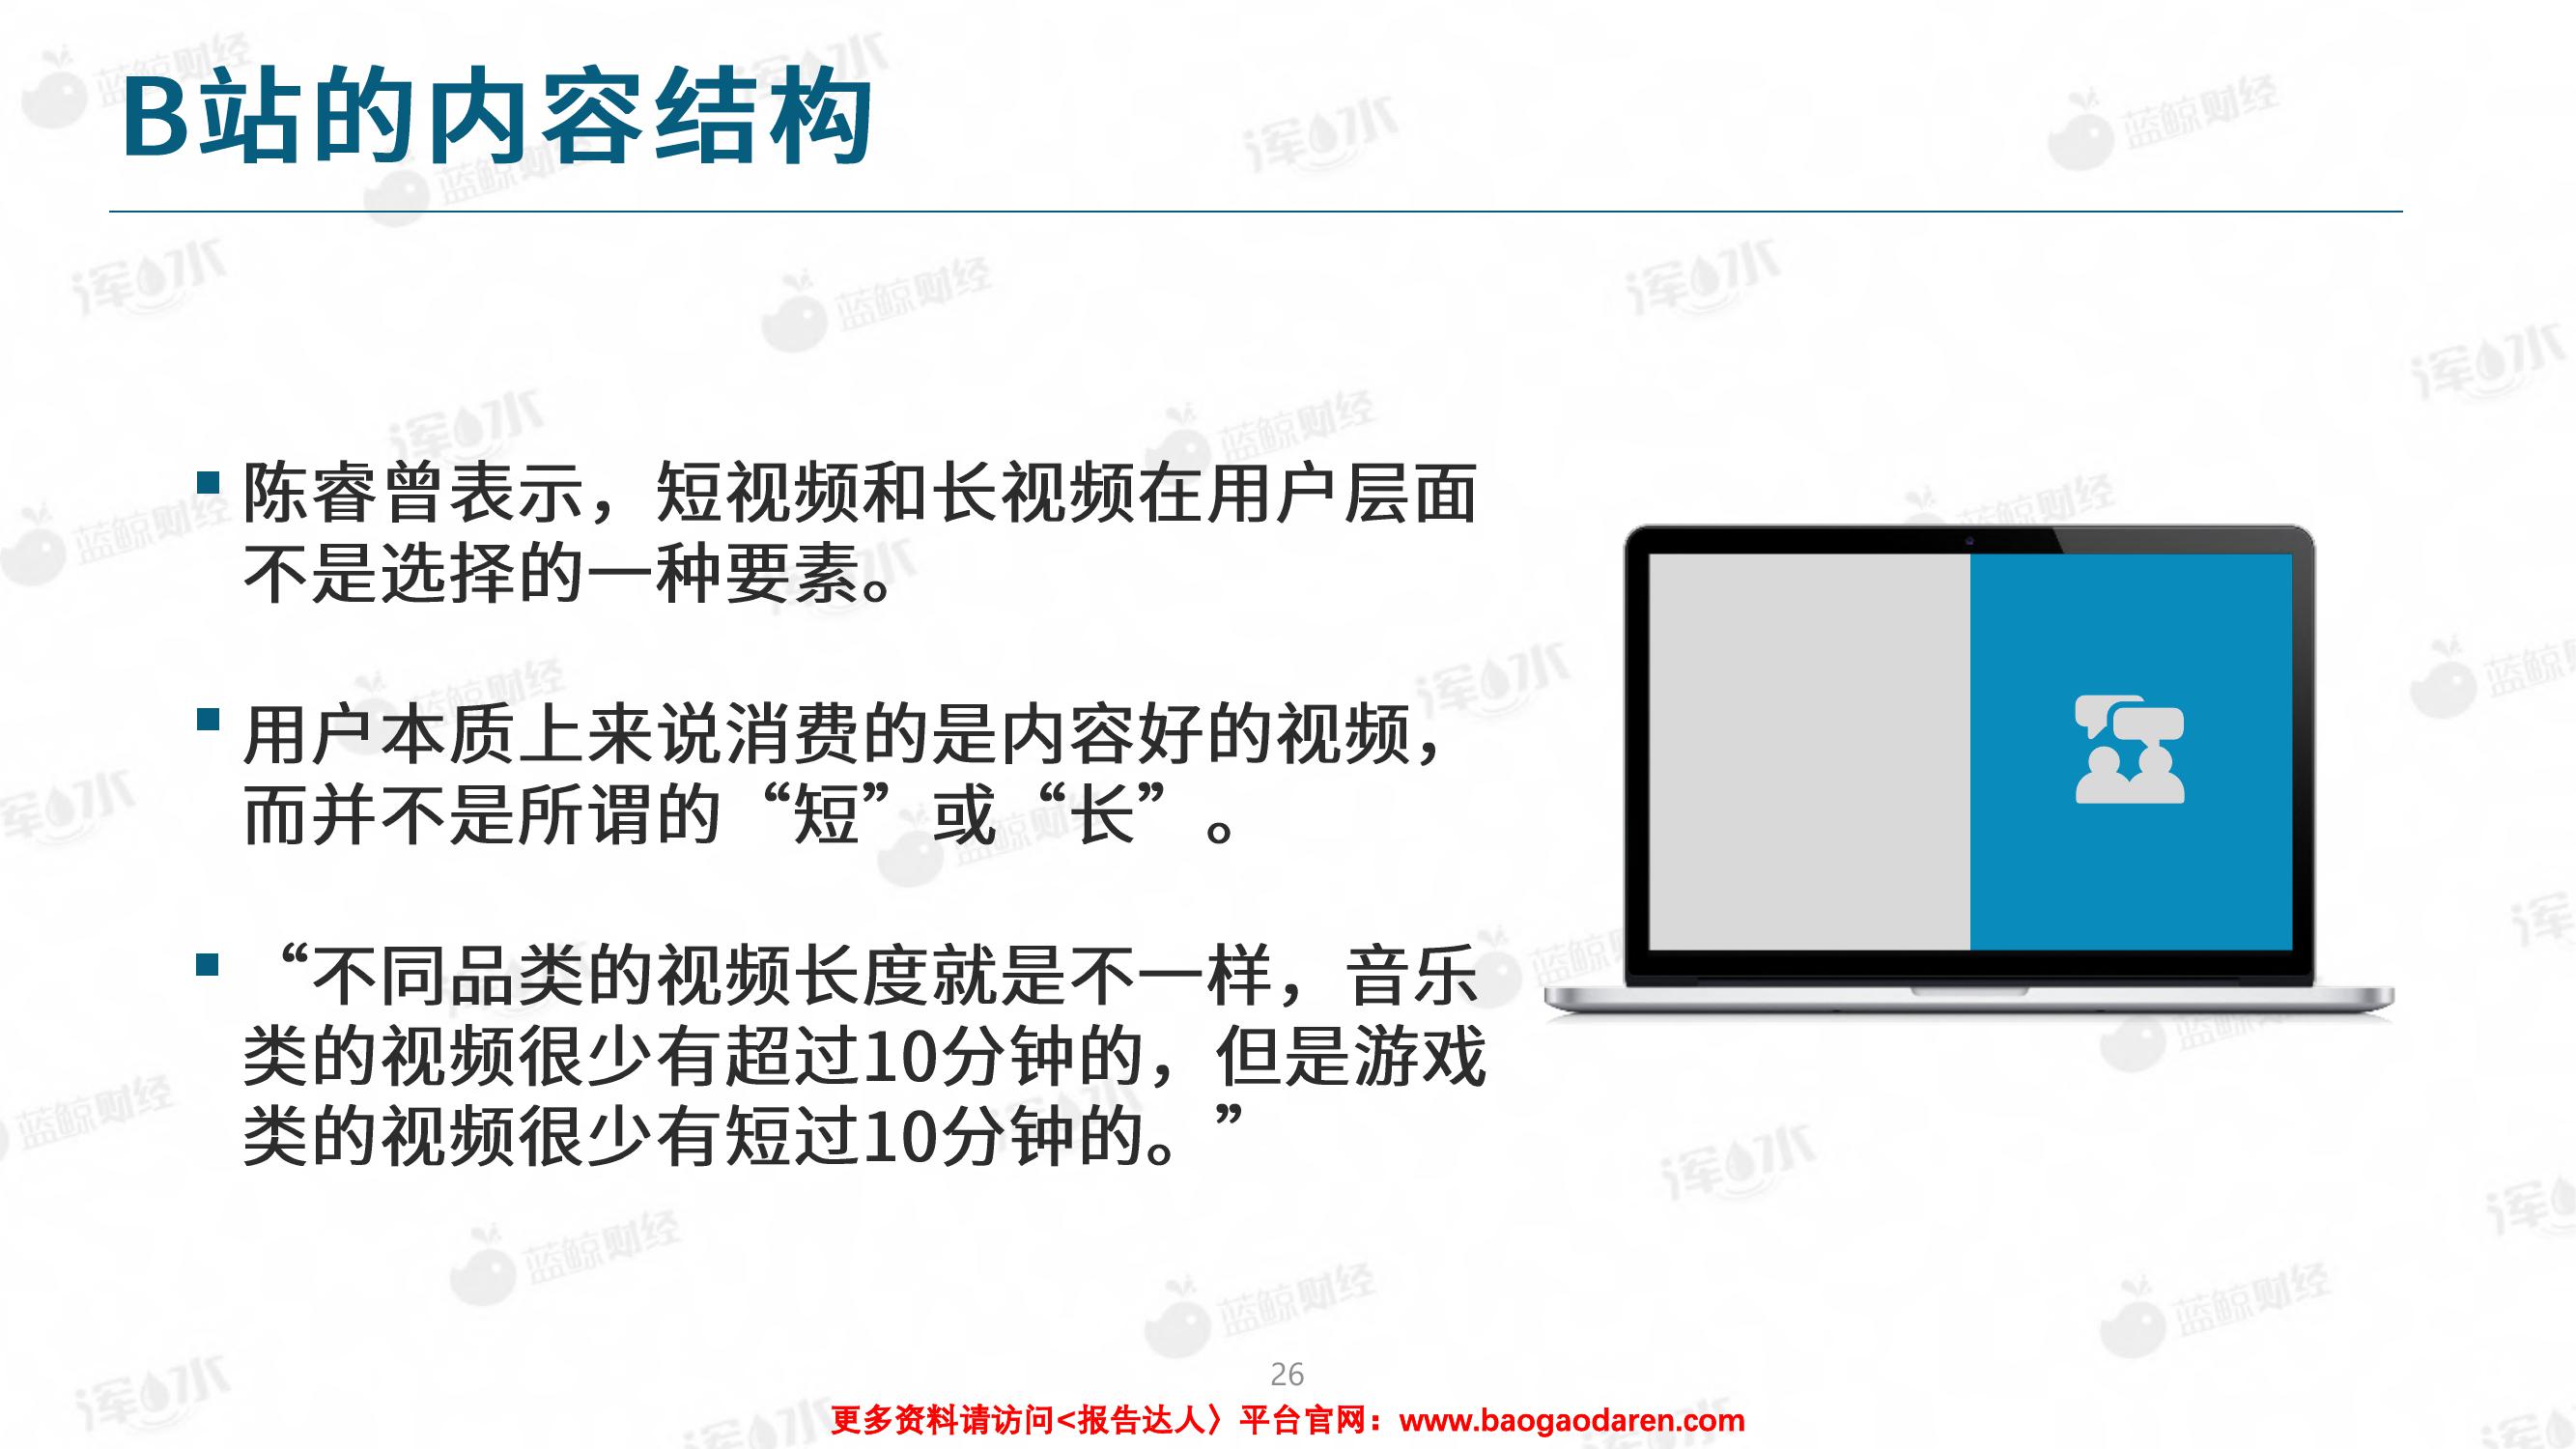 B站的内容结构
陈睿曾表示，短视频和长视频在用户层面
不是选择的一种要素。
用户本质上来说消费的是内容好的视频，
而并不是所谓的“短”或“长”。
“不同品类的视频长度就是不一样，音乐
类的视频很少有超过10分钟的，但是游戏
类的视频很少有短过10分钟的。”
26
更多资料请访问<报告达人〉平台官网：www.baogaodaren.com
蓝鲸财经
浑水